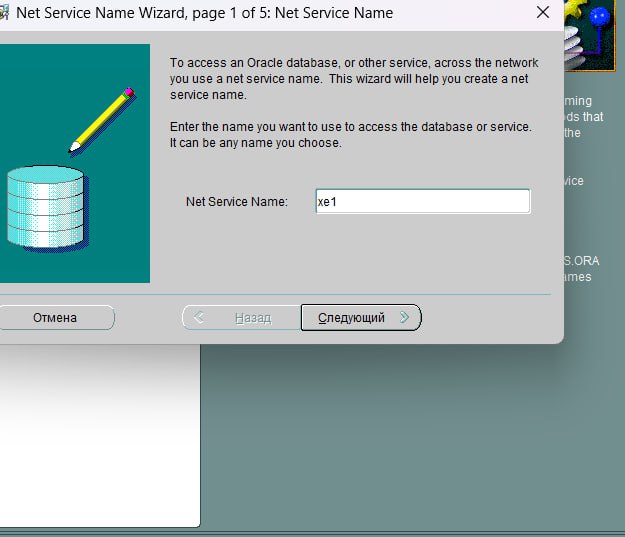 Net Service Name Wizard, page 1 of 5: Net Service Name
To access an Oracle database, or other service, across the network
you use a net service name. This wizard will help you create a net
service name.
Enter the name you want to use to access the database or service.
It can be any name you choose.
Net Service Name: xe1
Отмена
Назад
Следующий
ming
ds that
the
vice
S.ORA
ames